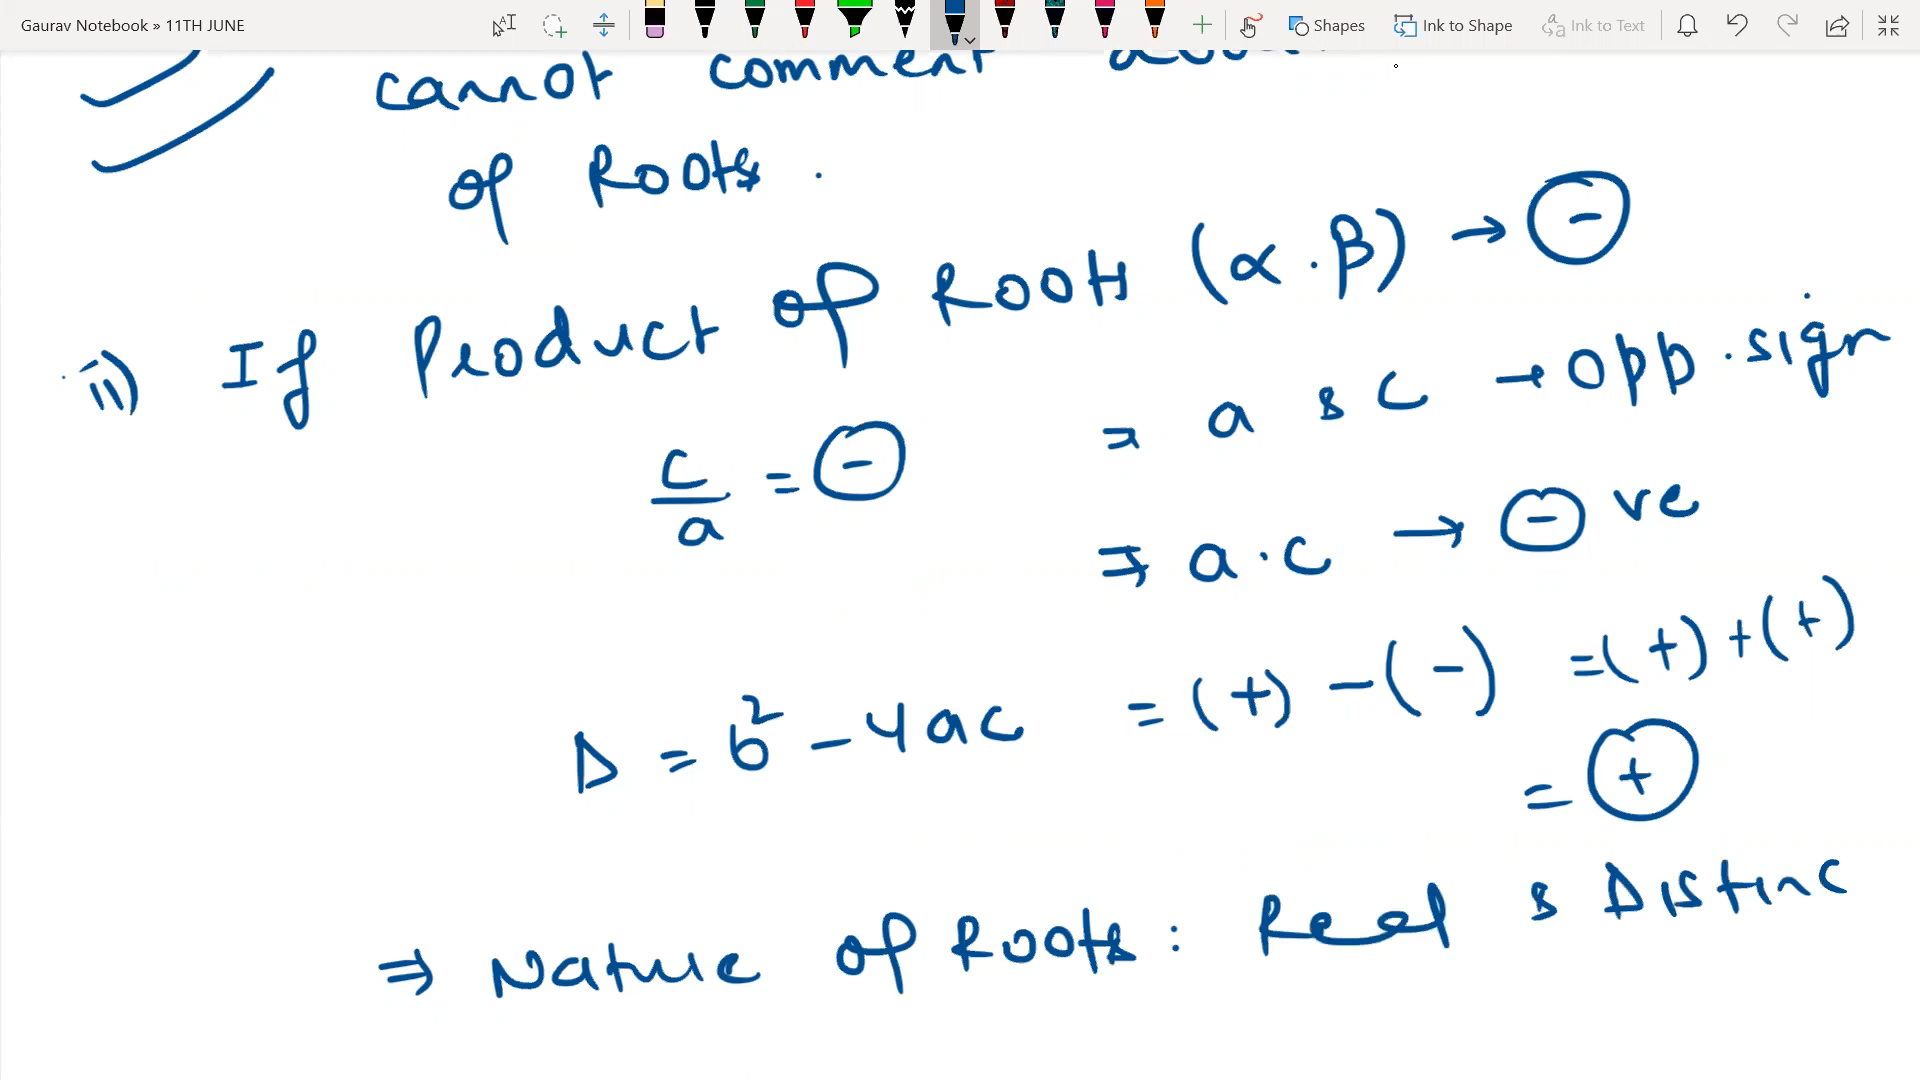 Gaurav Notebook » 11TH JUNE
Shapes
Ink to Shape
Ink to Text
cannot comment
of Roots.
ii) If Product of Roots (α.β) → ⊖
c/a = ⊖
= a & c → opp. sign
⇒ a.c → ⊖ ve
Δ = b² - 4ac = (+) - (-) = (+) + (+)
= ⊕
⇒ Nature of Roots : Real & Distinc